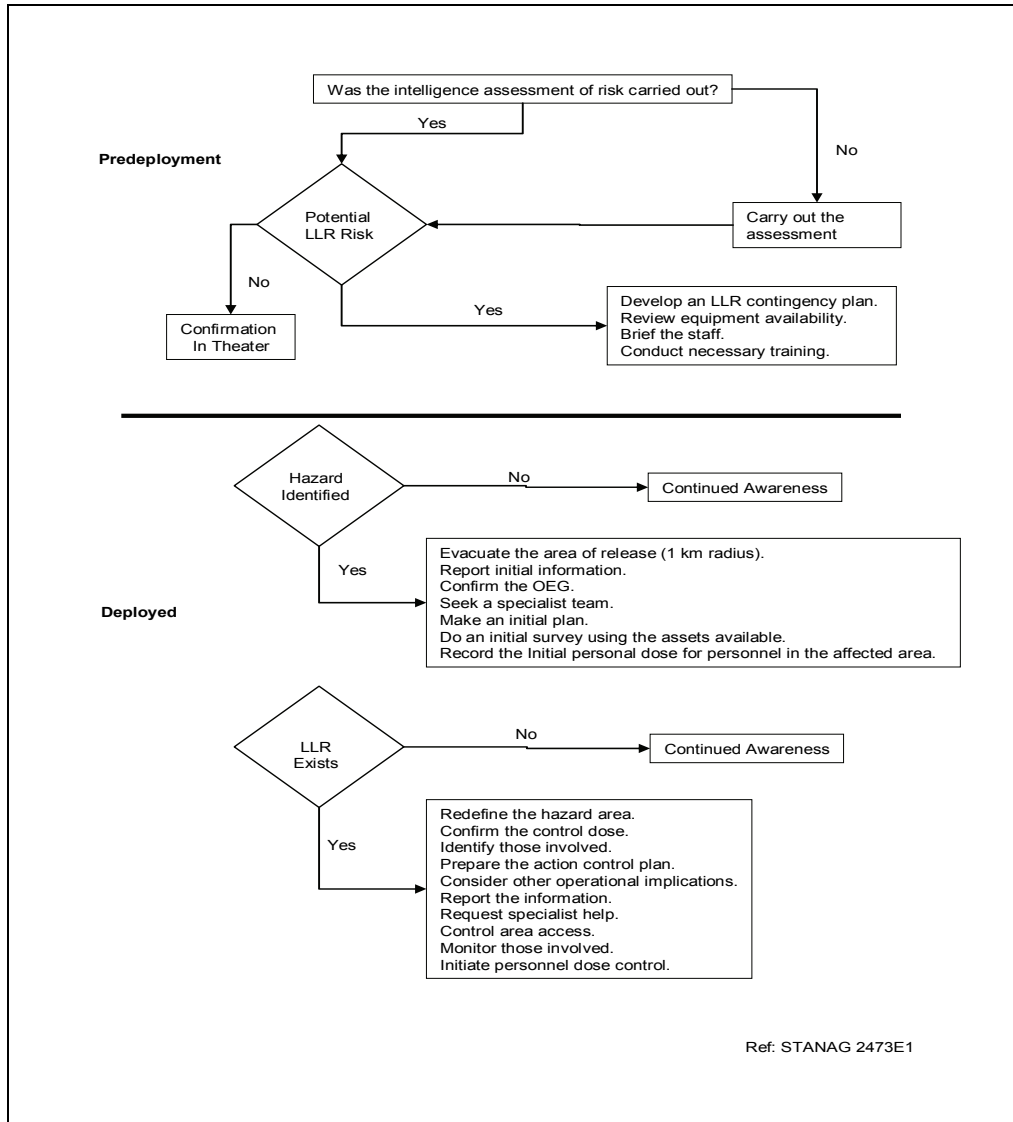 Was the intelligence assessment of risk carried out?
Yes
No
Predeployment
Potential
LLR Risk
Carry out the
assessment
No
Yes
Confirmation
In Theater
Develop an LLR contingency plan.
Review equipment availability.
Brief the staff.
Conduct necessary training.
Hazard
Identified
No
Continued Awareness
Yes
Evacuate the area of release (1 km radius).
Report initial information.
Confirm the OEG.
Seek a specialist team.
Make an initial plan.
Do an initial survey using the assets available.
Record the Initial personal dose for personnel in the affected area.
Deployed
LLR
Exists
No
Continued Awareness
Yes
Redefine the hazard area.
Confirm the control dose.
Identify those involved.
Prepare the action control plan.
Consider other operational implications.
Report the information.
Request specialist help.
Control area access.
Monitor those involved.
Initiate personnel dose control.
Ref: STANAG 2473E1